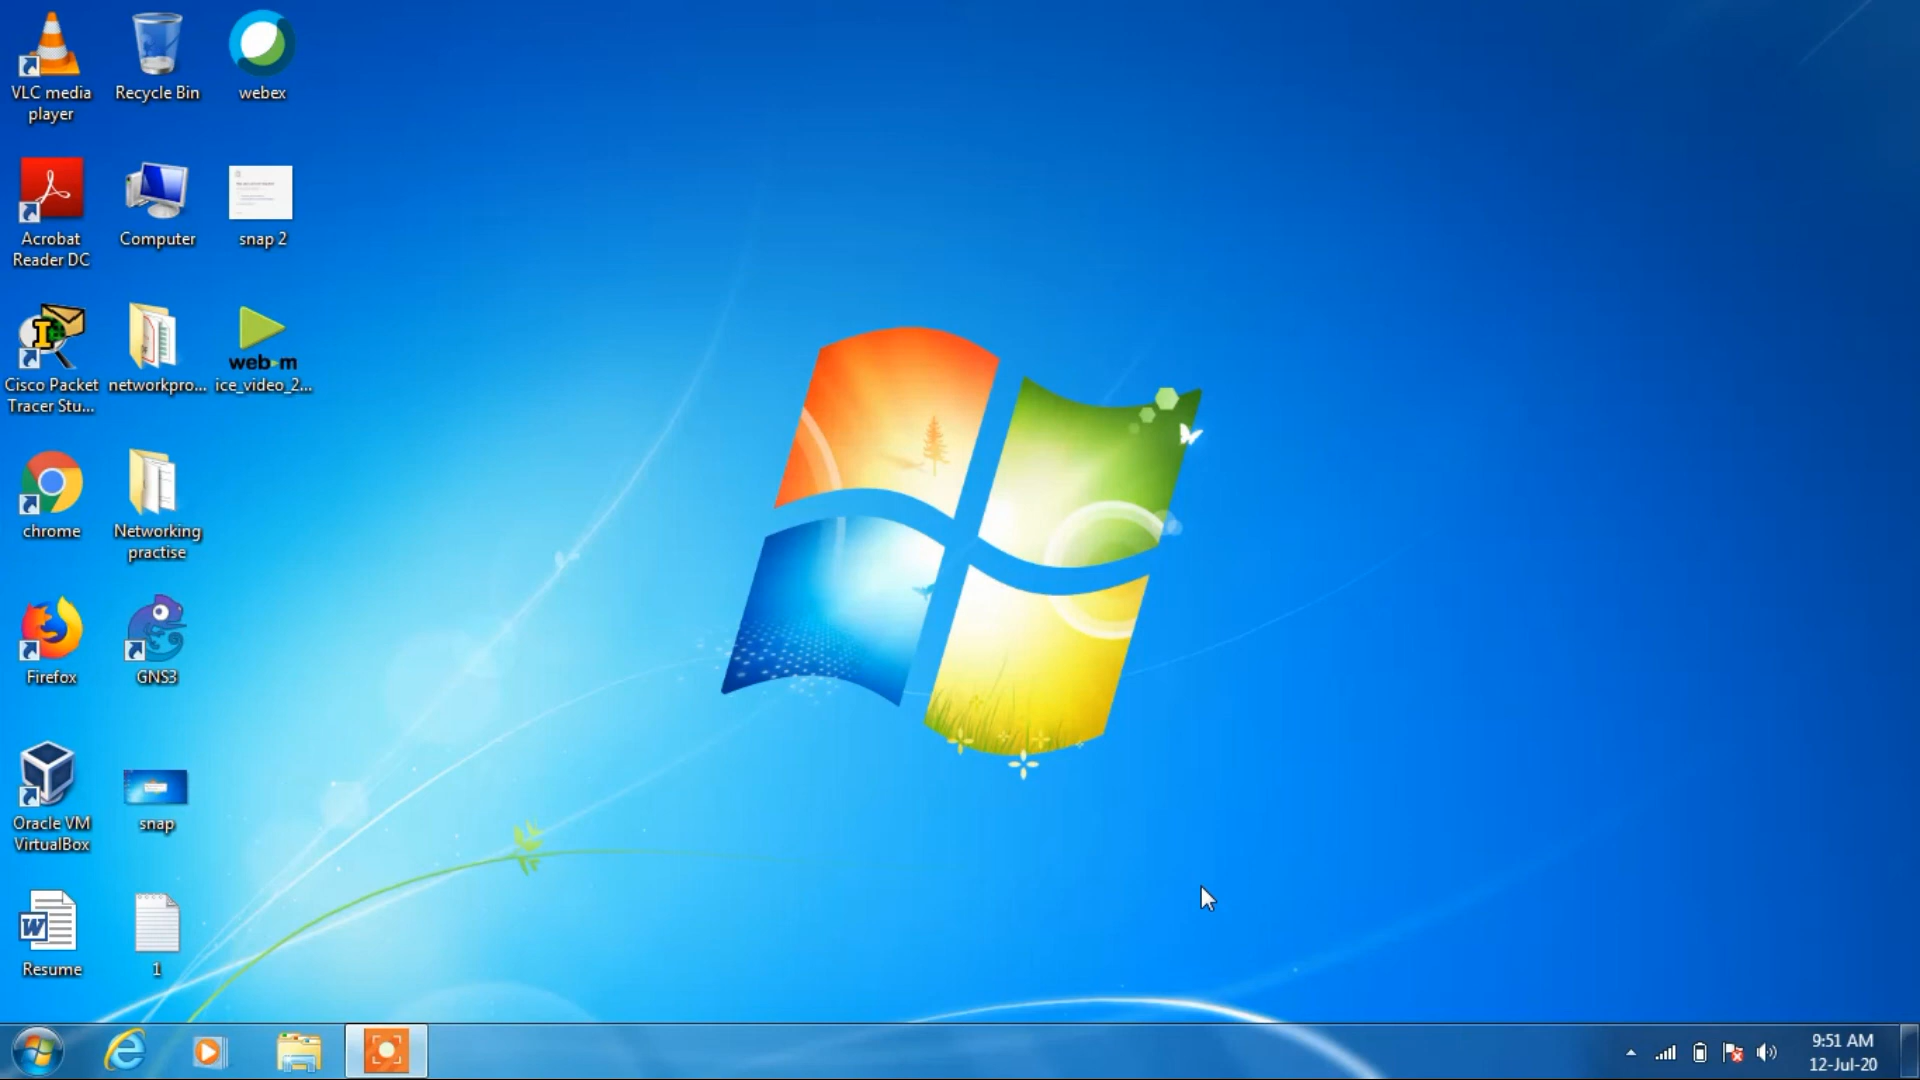 VLC media
player
Recycle Bin
webex
Acrobat
Reader DC
Computer
snap 2
Cisco Packet
Tracer Stu...
networkpro...
web m
ice_video_2...
chrome
Networking
practise
Firefox
GNS3
Oracle VM
VirtualBox
snap
Resume
1
9:51 AM
12-Jul-20